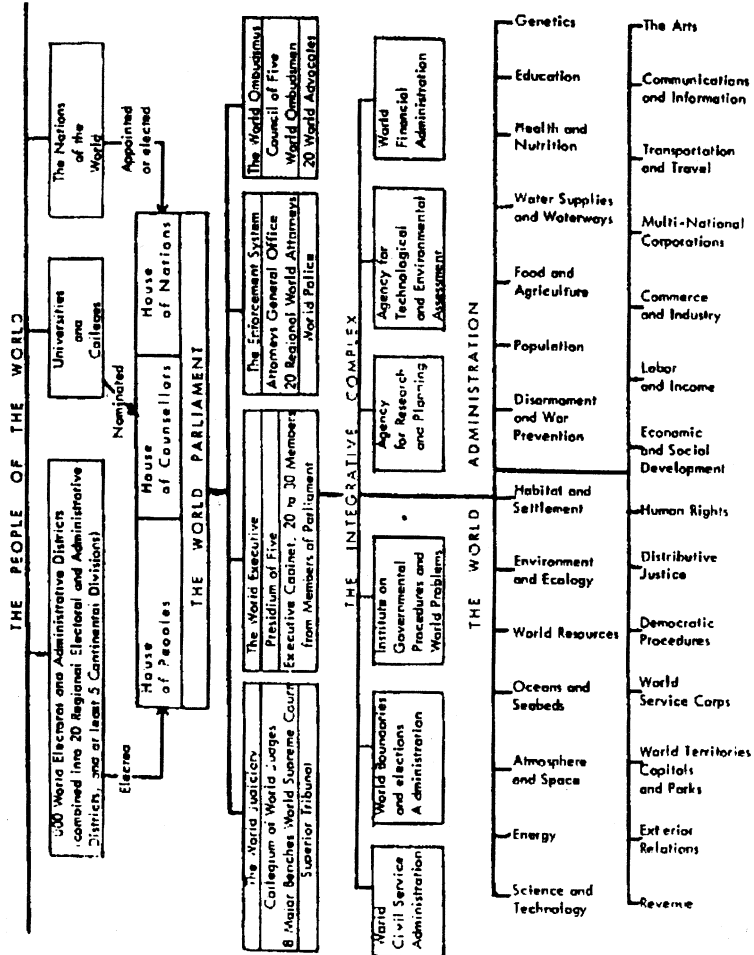 THE PEOPLE OF THE WORLD
World Electoral and Administrative Districts
(combined into 20 Regional Electoral and Administrative
Districts, and at least 5 Continental Divisions)
Universities
and
Colleges
The Nations
of the
World
Elected
Nominated
Appointed
or elected
House
of Peoples
House
of Counsellors
House
of Nations
THE WORLD PARLIAMENT
The World Judiciary
Collegium of World Judges
8 Major Benches World Supreme Court
Superior Tribunal
The World Executive
Presidium of Five
Executive Cabinet, 20 to 30 Members
from Members of Parliament
The Enforcement System
Attorneys General Office
20 Regional World Attorneys
World Police
The World Ombudsmus
Council of Five
World Ombudsmen
20 World Advocates
THE INTEGRATIVE COMPLEX
World
Civil Service
Administration
World Boundaries
and elections
Administration
Institute on
Governmental
Procedures and
World Problems
Agency
for Research
and Planning
Agency for
Technological
and Environmental
Assessment
World
Financial
Administration
THE WORLD ADMINISTRATION
Genetics
Education
Health and
Nutrition
Water Supplies
and Waterways
Food and
Agriculture
Population
Disarmament
and War
Prevention
Habitat and
Settlement
Environment
and Ecology
World Resources
Oceans and
Seabeds
Atmosphere
and Space
Energy
Science and
Technology
The Arts
Communications
and Information
Transportation
and Travel
Multi-National
Corporations
Commerce
and Industry
Labor
and Income
Economic
and Social
Development
Human Rights
Distributive
Justice
Democratic
Procedures
World
Service Corps
World Territories
Capitals
and Parks
Exterior
Relations
Revenue